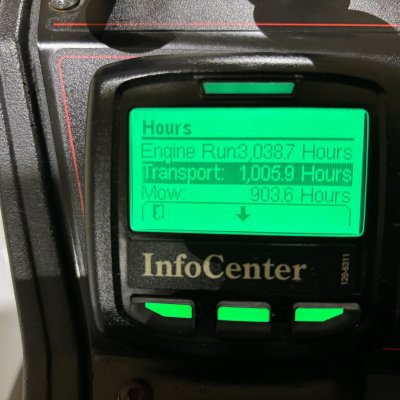 Hours
Engine Run3,038.7 Hours
Transport: 1,005.9 Hours
Mow: 903.6 Hours
InfoCenter
120-6311